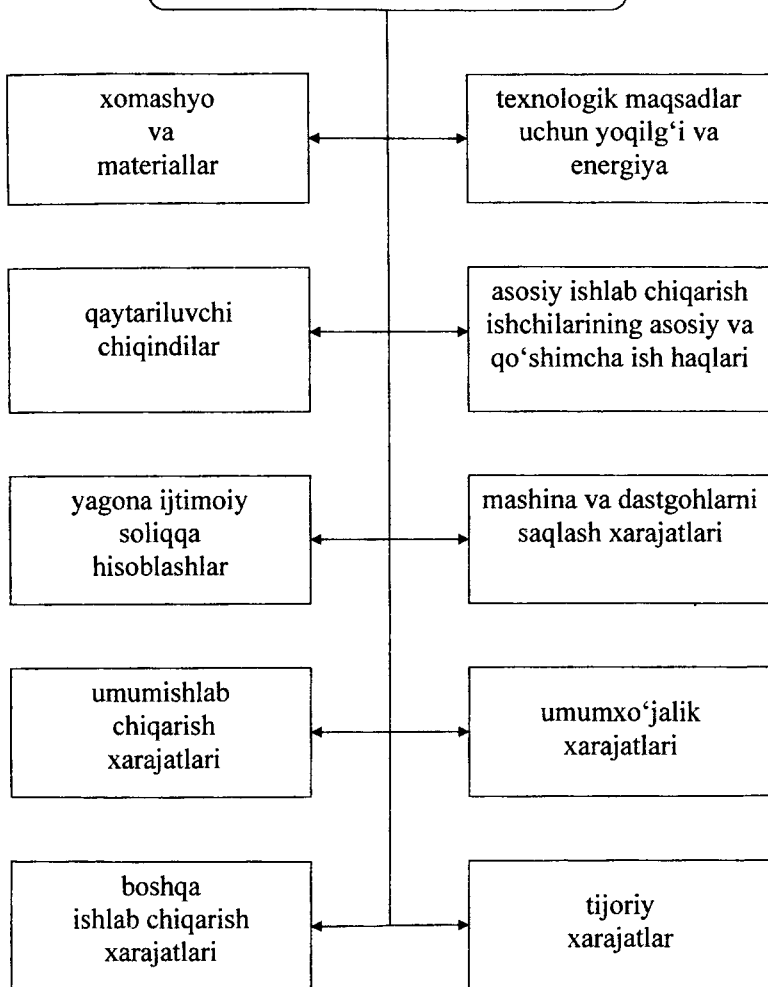 xomashyo
va
materiallar
texnologik maqsadlar
uchun yoqilg‘i va
energiya
qaytariluvchi
chiqindilar
asosiy ishlab chiqarish
ishchilarining asosiy va
qo‘shimcha ish haqlari
yagona ijtimoiy
soliqqa
hisoblashlar
mashina va dastgohlarni
saqlash xarajatlari
umumishlab
chiqarish
xarajatlari
umumxo‘jalik
xarajatlari
boshqa
ishlab chiqarish
xarajatlari
tijoriy
xarajatlar